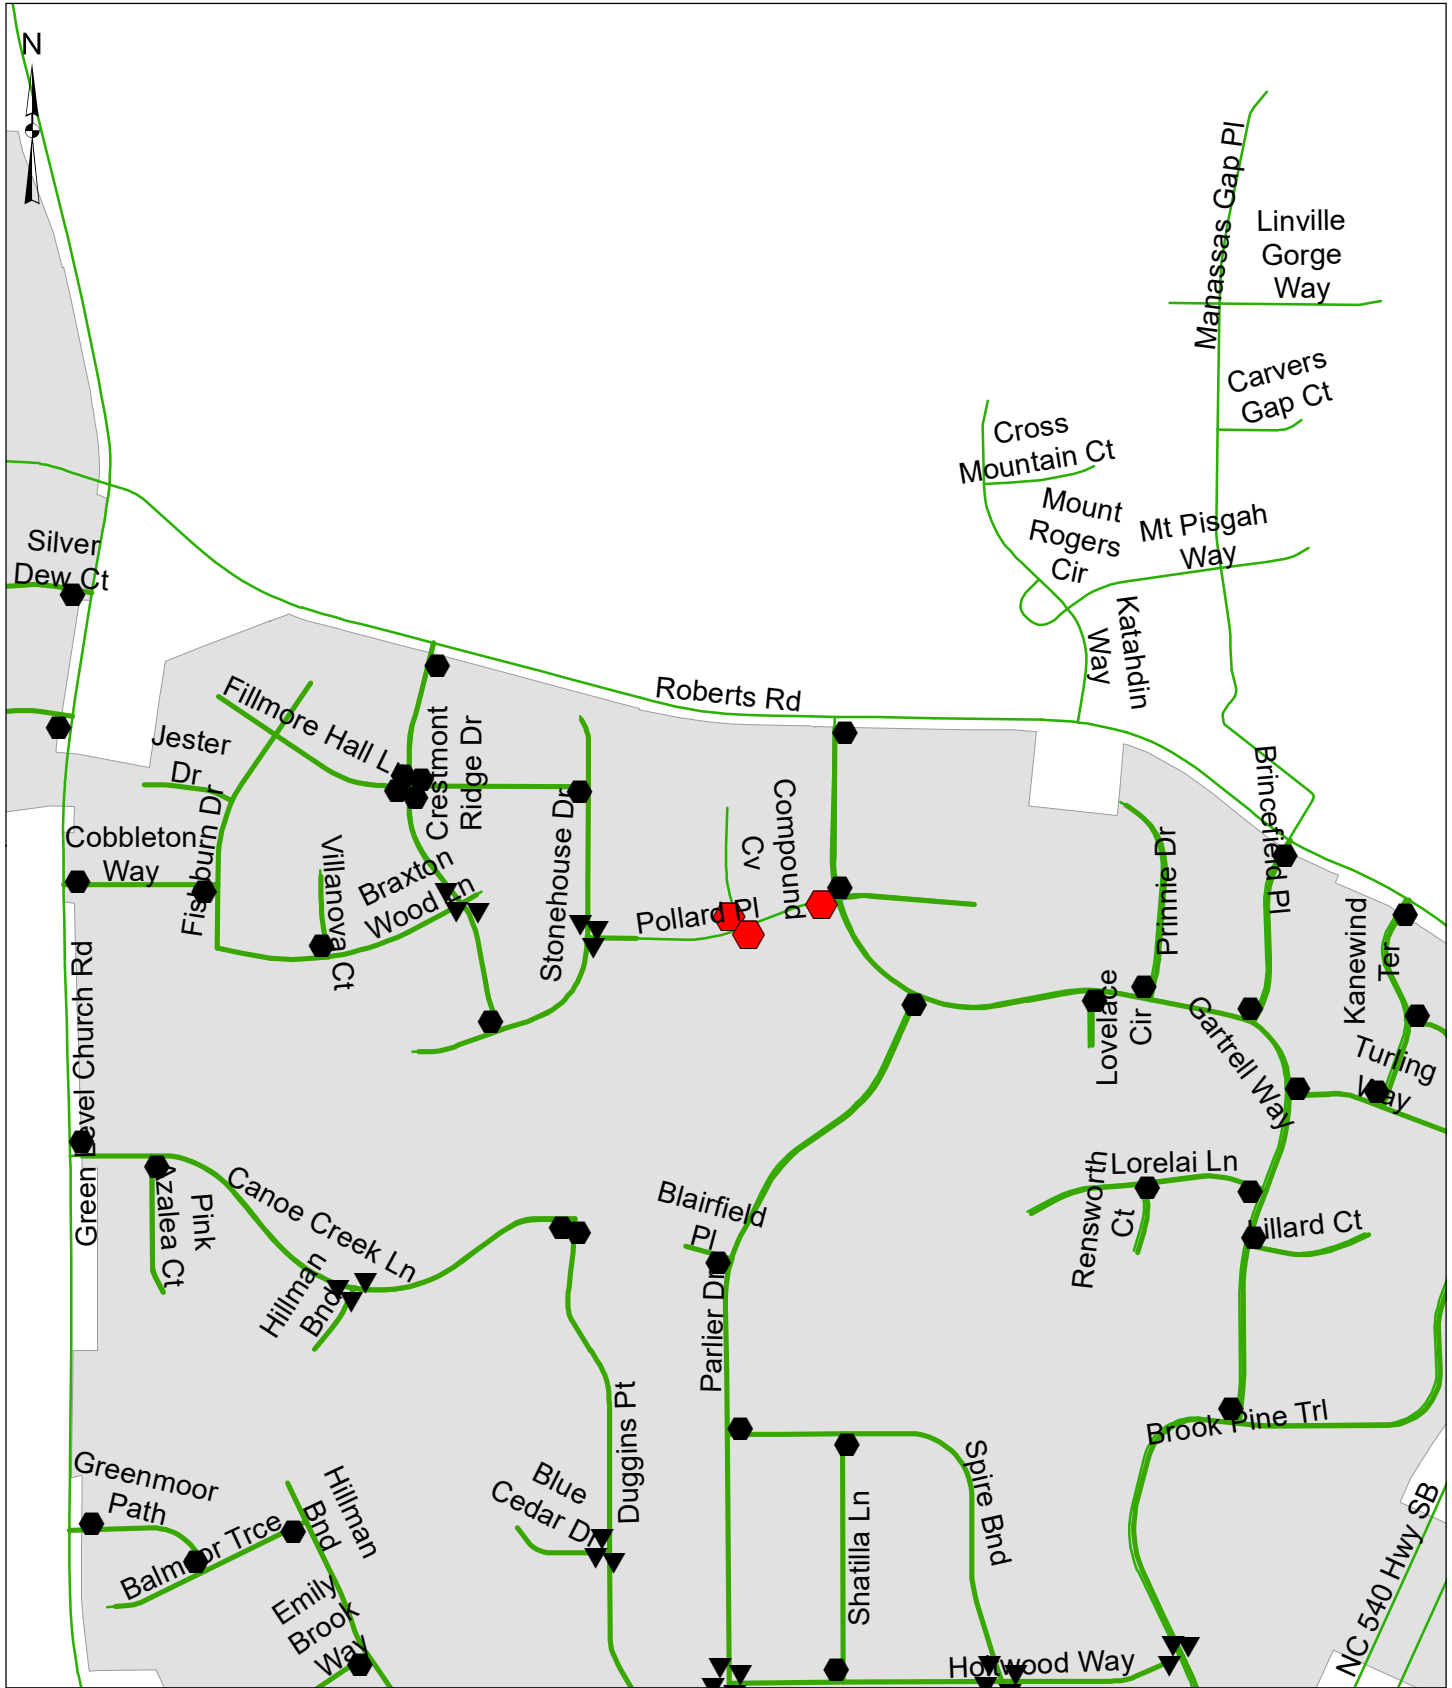 N
Manassas Gap Pl
Linville
Gorge
Way
Carvers
Gap Ct
Cross
Mountain Ct
Mount
Rogers
Cir
Mt Pisgah
Way
Katahdin
Way
Silver
Dew Ct
Roberts Rd
Fillmore Hall Ln
Jester
Dr
Crestmont
Ridge Dr
Fishburn Dr
Cobbleton
Way
Villanova Ct
Braxton
Wood Ln
Stonehouse Dr
Compound
Cv
Pollard Pl
Brincefield Pl
Prinnie Dr
Kanewind
Ter
Lovelace
Cir
Gartrell Way
Turling
Way
Green Level Church Rd
Pink
Azalea Ct
Canoe Creek Ln
Hillman
Bnd
Blairfield
Pl
Parlier Dr
Lorelai Ln
Rensworth
Ct
Lillard Ct
Duggins Pt
Brook Pine Trl
Greenmoor
Path
Balmoor Trce
Hillman
Bnd
Blue
Cedar Dr
Shatilla Ln
Spire Bnd
Emily
Brook
Way
Holtwood Way
NC 540 Hwy SB